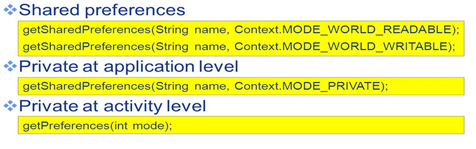 Shared preferences
getSharedPreferences(String name, Context.MODE_WORLD_READABLE);
getSharedPreferences(String name, Context.MODE_WORLD_WRITABLE);
Private at application level
getSharedPreferences(String name, Context.MODE_PRIVATE);
Private at activity level
getPreferences(int mode);